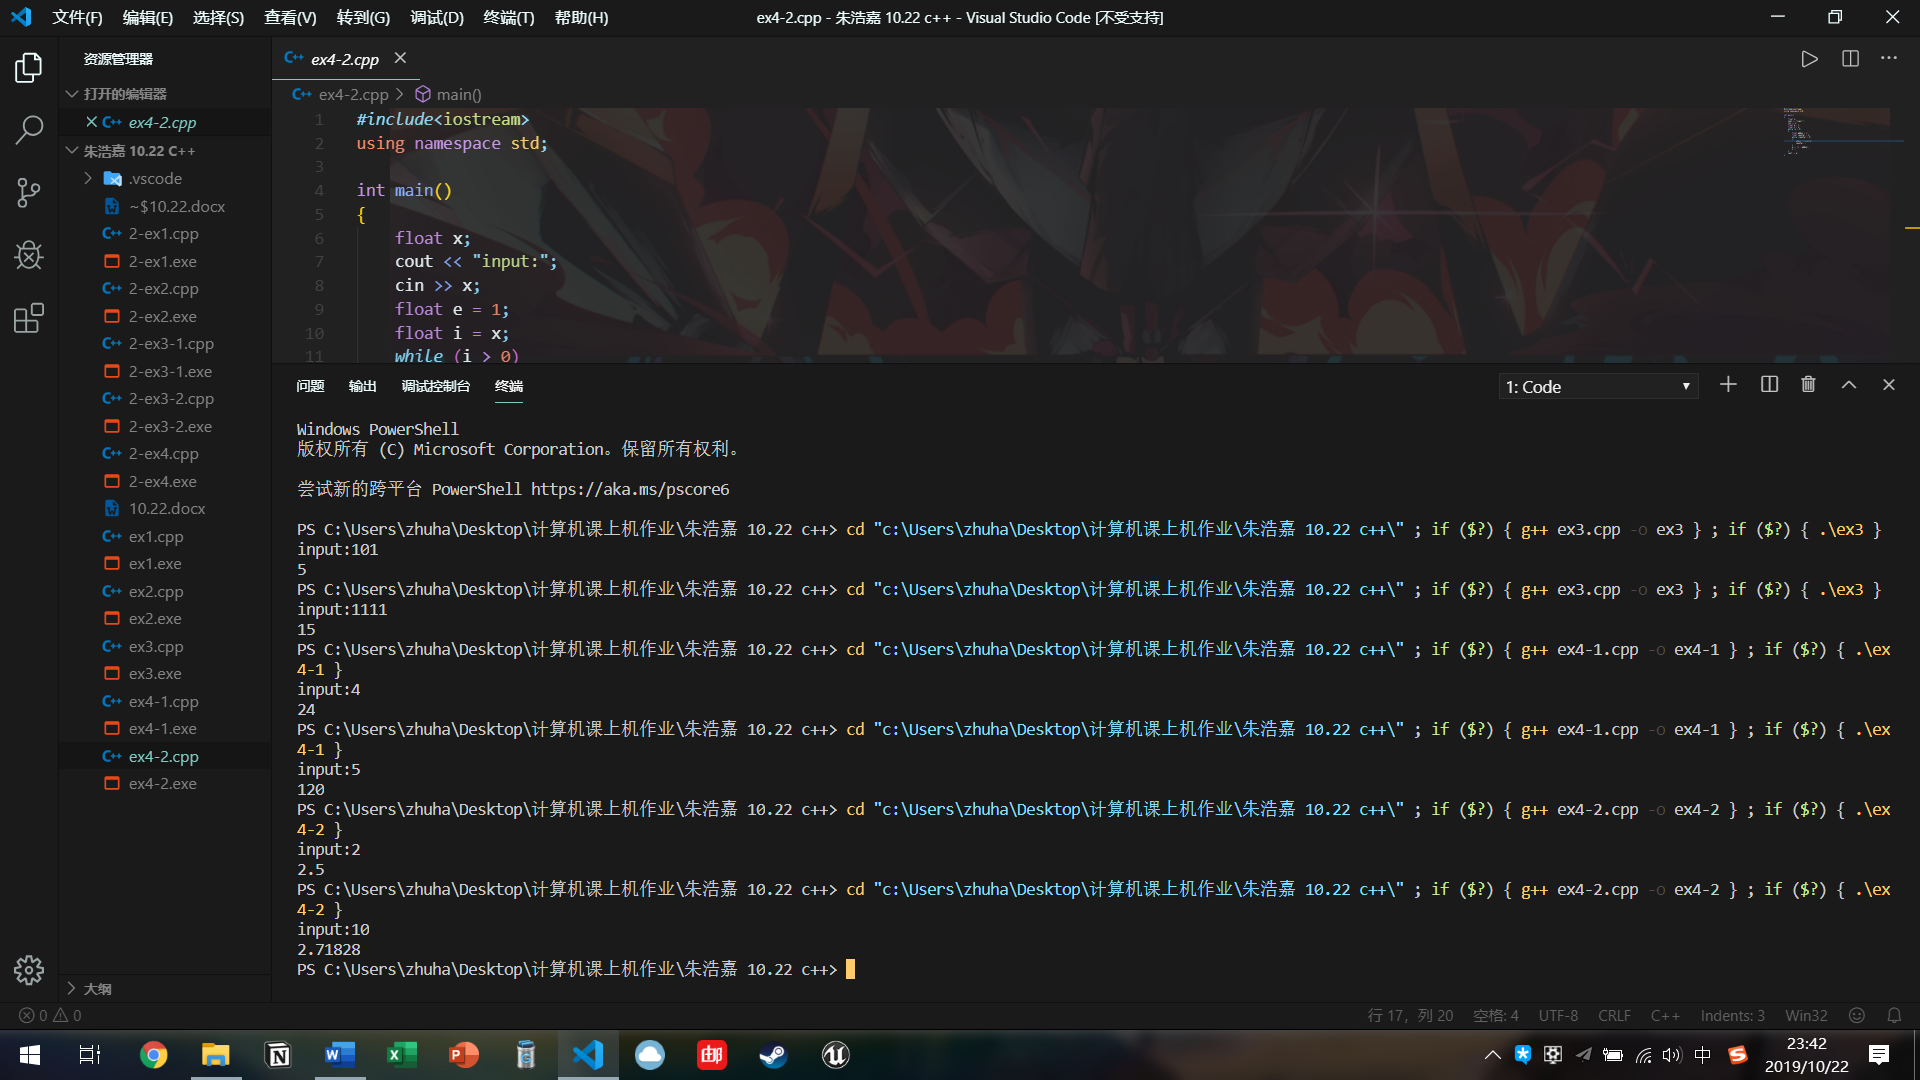 文件(F) 编辑(E) 选择(S) 查看(V) 转到(G) 调试(D) 终端(T) 帮助(H) ex4-2.cpp - 朱浩嘉 10.22 c++ - Visual Studio Code [不受支持]
资源管理器
打开的编辑器
ex4-2.cpp
朱浩嘉 10.22 C++
.vscode
~$10.22.docx
2-ex1.cpp
2-ex1.exe
2-ex2.cpp
2-ex2.exe
2-ex3-1.cpp
2-ex3-1.exe
2-ex3-2.cpp
2-ex3-2.exe
2-ex4.cpp
2-ex4.exe
10.22.docx
ex1.cpp
ex1.exe
ex2.cpp
ex2.exe
ex3.cpp
ex3.exe
ex4-1.cpp
ex4-1.exe
ex4-2.cpp
ex4-2.exe
大纲
ex4-2.cpp
ex4-2.cpp > main()
1 #include<iostream>
2 using namespace std;
3
4 int main()
5 {
6 float x;
7 cout << "input:";
8 cin >> x;
9 float e = 1;
10 float i = x;
11 while (i > 0)
问题 输出 调试控制台 终端 1: Code
Windows PowerShell
版权所有 (C) Microsoft Corporation。保留所有权利。
尝试新的跨平台 PowerShell https://aka.ms/pscore6
PS C:\Users\zhuha\Desktop\计算机课上机作业\朱浩嘉 10.22 c++> cd "c:\Users\zhuha\Desktop\计算机课上机作业\朱浩嘉 10.22 c++\" ; if ($?) { g++ ex3.cpp -o ex3 } ; if ($?) { .\ex3 }
input:101
5
PS C:\Users\zhuha\Desktop\计算机课上机作业\朱浩嘉 10.22 c++> cd "c:\Users\zhuha\Desktop\计算机课上机作业\朱浩嘉 10.22 c++\" ; if ($?) { g++ ex3.cpp -o ex3 } ; if ($?) { .\ex3 }
input:1111
15
PS C:\Users\zhuha\Desktop\计算机课上机作业\朱浩嘉 10.22 c++> cd "c:\Users\zhuha\Desktop\计算机课上机作业\朱浩嘉 10.22 c++\" ; if ($?) { g++ ex4-1.cpp -o ex4-1 } ; if ($?) { .\ex
4-1 }
input:4
24
PS C:\Users\zhuha\Desktop\计算机课上机作业\朱浩嘉 10.22 c++> cd "c:\Users\zhuha\Desktop\计算机课上机作业\朱浩嘉 10.22 c++\" ; if ($?) { g++ ex4-1.cpp -o ex4-1 } ; if ($?) { .\ex
4-1 }
input:5
120
PS C:\Users\zhuha\Desktop\计算机课上机作业\朱浩嘉 10.22 c++> cd "c:\Users\zhuha\Desktop\计算机课上机作业\朱浩嘉 10.22 c++\" ; if ($?) { g++ ex4-2.cpp -o ex4-2 } ; if ($?) { .\ex
4-2 }
input:2
2.5
PS C:\Users\zhuha\Desktop\计算机课上机作业\朱浩嘉 10.22 c++> cd "c:\Users\zhuha\Desktop\计算机课上机作业\朱浩嘉 10.22 c++\" ; if ($?) { g++ ex4-2.cpp -o ex4-2 } ; if ($?) { .\ex
4-2 }
input:10
2.71828
PS C:\Users\zhuha\Desktop\计算机课上机作业\朱浩嘉 10.22 c++>
0 0 行 17，列 20 空格: 4 UTF-8 CRLF C++ Indents: 3 Win32
中 23:42
2019/10/22